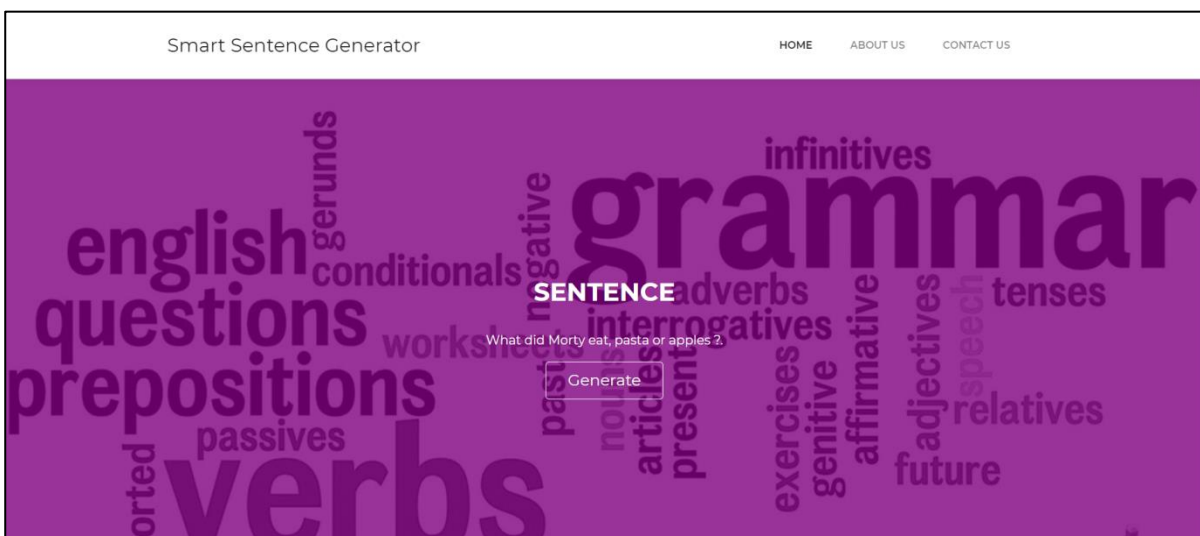 Smart Sentence Generator
HOME ABOUT US CONTACT US
gerunds
infinitives
negative
grammar
english
conditionals
SENTENCE
adverbs
tenses
questions
interrogatives
worksheets
What did Morty eat, pasta or apples ?.
affirmative
adjectives
speech
prepositions
past
nouns
articles
present
Generate
exercises
genitive
relatives
passives
future
orted
verbs